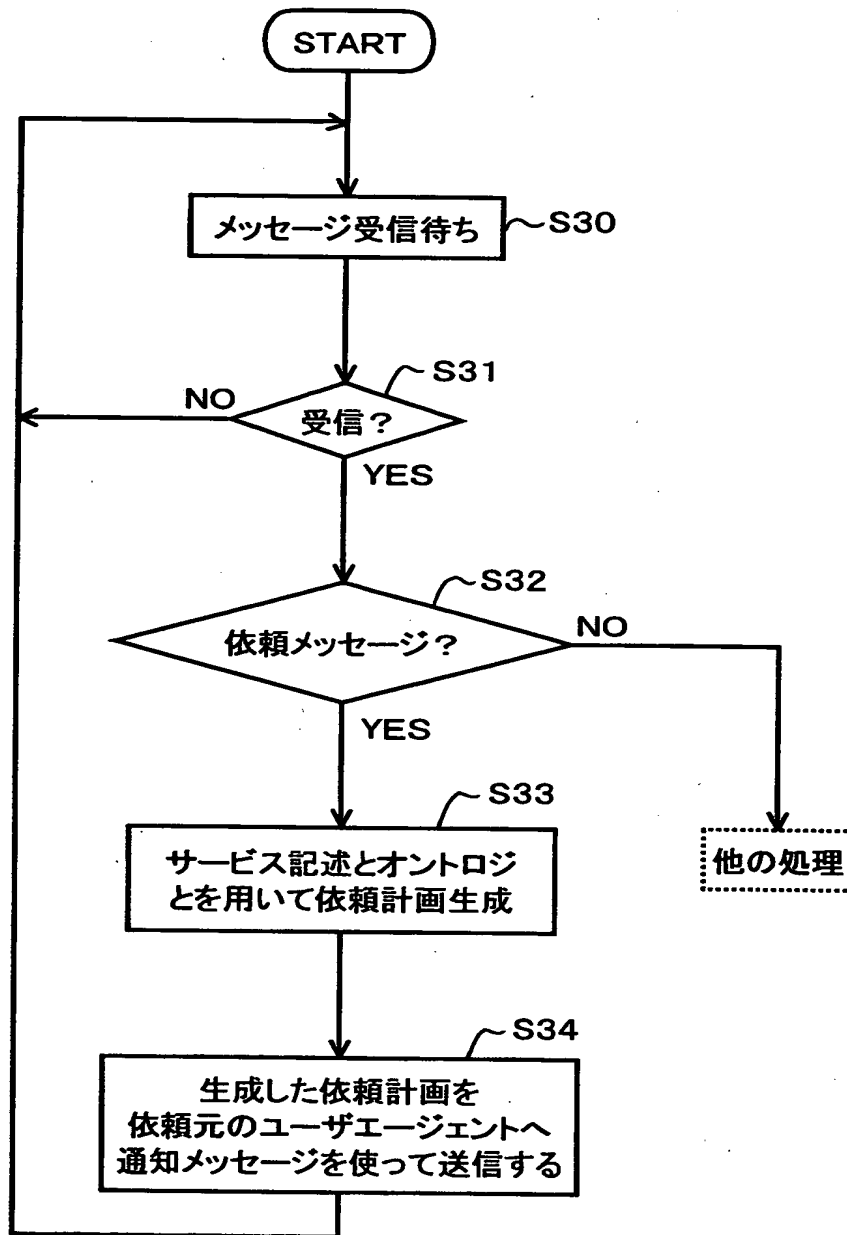 START
メッセージ受信待ち
S30
S31
NO
受信?
YES
S32
依頼メッセージ?
NO
YES
S33
サービス記述とオントロジ
とを用いて依頼計画生成
他の処理
S34
生成した依頼計画を
依頼元のユーザエージェントへ
通知メッセージを使って送信する